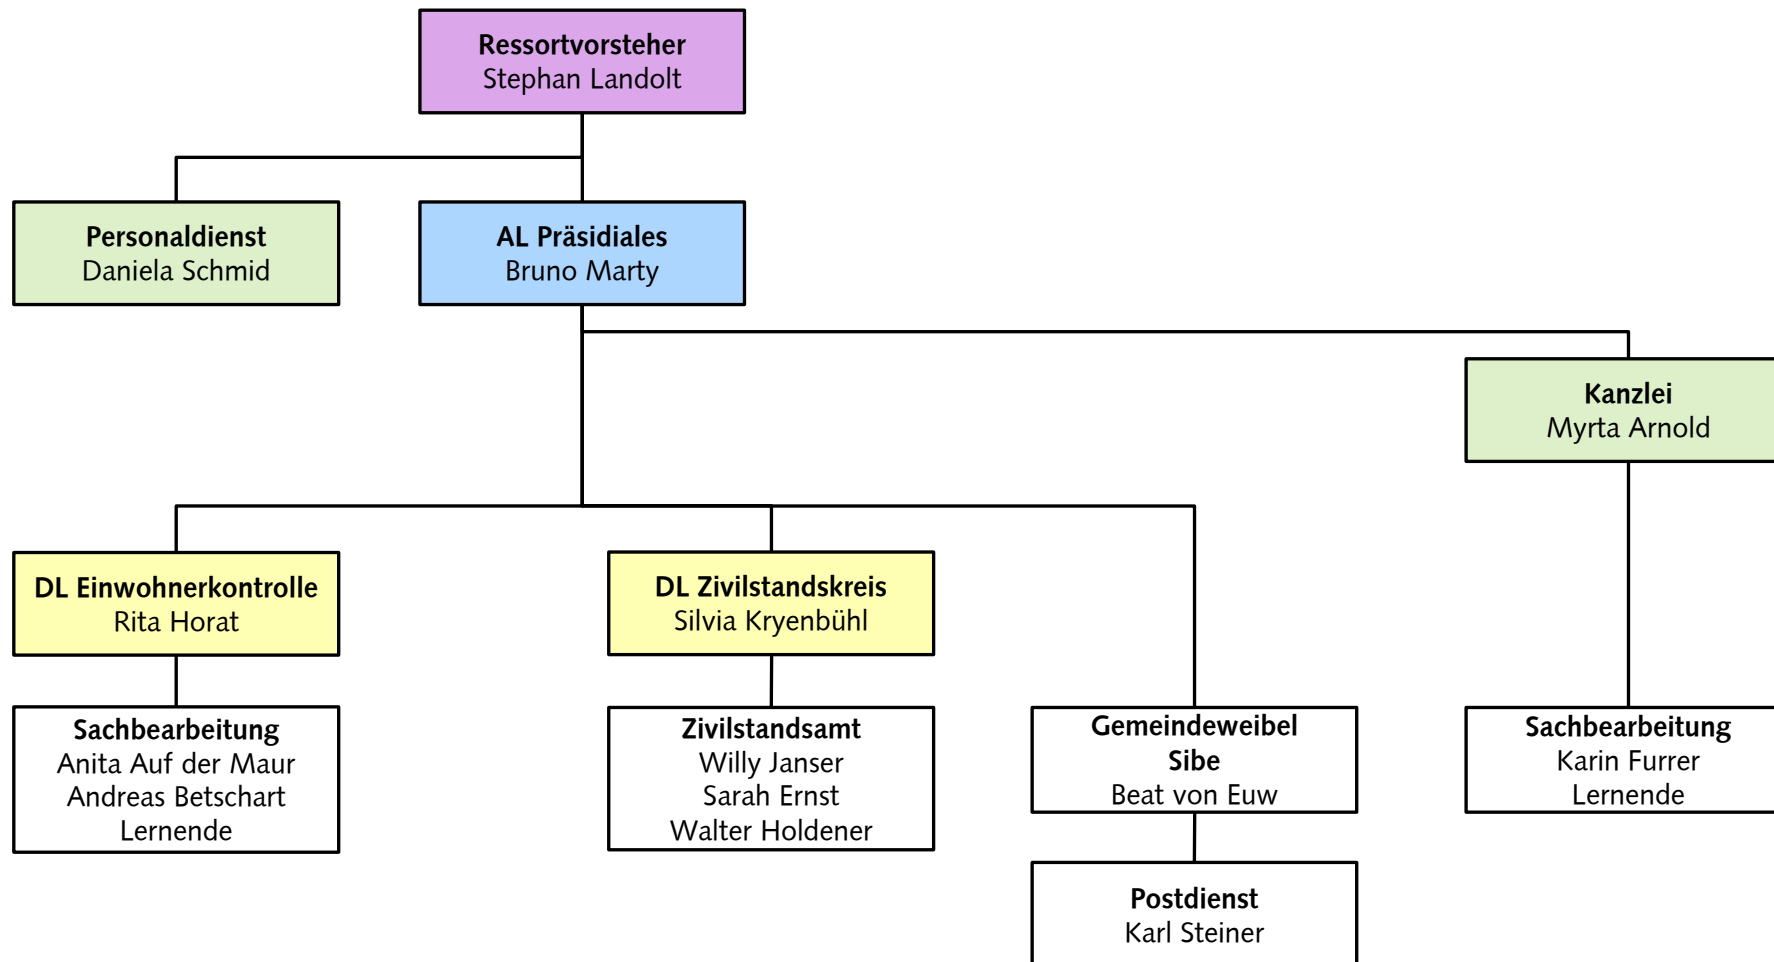 Ressortvorsteher
Stephan Landolt
Personaldienst
Daniela Schmid
AL Präsidiales
Bruno Marty
Kanzlei
Myrta Arnold
DL Einwohnerkontrolle
Rita Horat
DL Zivilstandskreis
Silvia Kryenbühl
Sachbearbeitung
Anita Auf der Maur
Andreas Betschart
Lernende
Zivilstandsamt
Willy Janser
Sarah Ernst
Walter Holdener
Gemeindeweibel
Sibe
Beat von Euw
Sachbearbeitung
Karin Furrer
Lernende
Postdienst
Karl Steiner